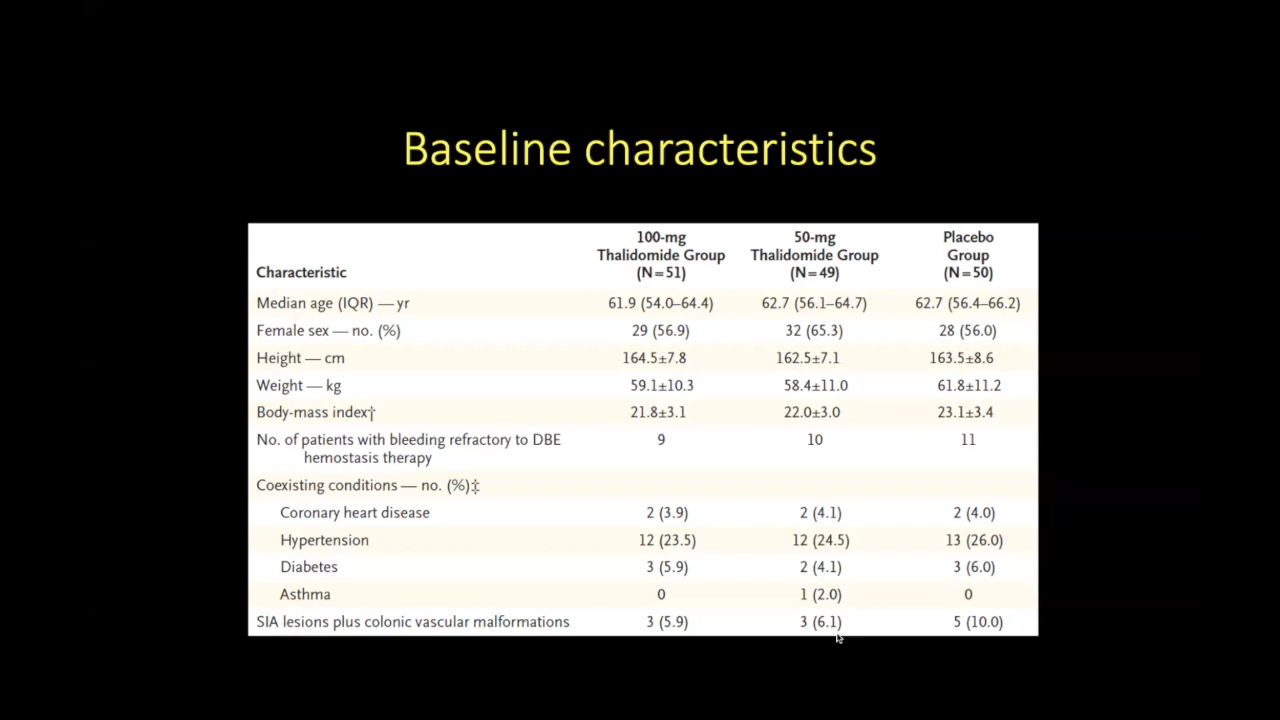 Baseline characteristics
Characteristic 100-mg Thalidomide Group (N=51) 50-mg Thalidomide Group (N=49) Placebo Group (N=50)
Median age (IQR) — yr 61.9 (54.0–64.4) 62.7 (56.1–64.7) 62.7 (56.4–66.2)
Female sex — no. (%) 29 (56.9) 32 (65.3) 28 (56.0)
Height — cm 164.5±7.8 162.5±7.1 163.5±8.6
Weight — kg 59.1±10.3 58.4±11.0 61.8±11.2
Body-mass index† 21.8±3.1 22.0±3.0 23.1±3.4
No. of patients with bleeding refractory to DBE hemostasis therapy 9 10 11
Coexisting conditions — no. (%)‡
Coronary heart disease 2 (3.9) 2 (4.1) 2 (4.0)
Hypertension 12 (23.5) 12 (24.5) 13 (26.0)
Diabetes 3 (5.9) 2 (4.1) 3 (6.0)
Asthma 0 1 (2.0) 0
SIA lesions plus colonic vascular malformations 3 (5.9) 3 (6.1) 5 (10.0)